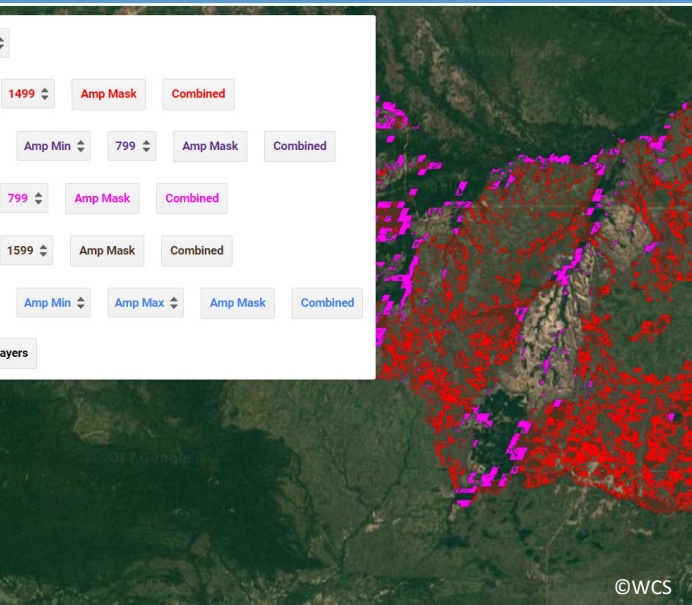 1499 Amp Mask Combined
Amp Min 799 Amp Mask Combined
799 Amp Mask Combined
1599 Amp Mask Combined
Amp Min Amp Max Amp Mask Combined
ayers
©WCS